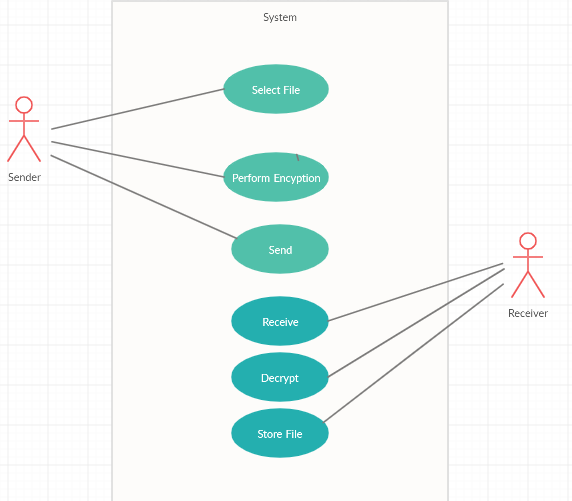 System
Select File
Sender
Perform Encyption
Send
Receiver
Receive
Decrypt
Store File